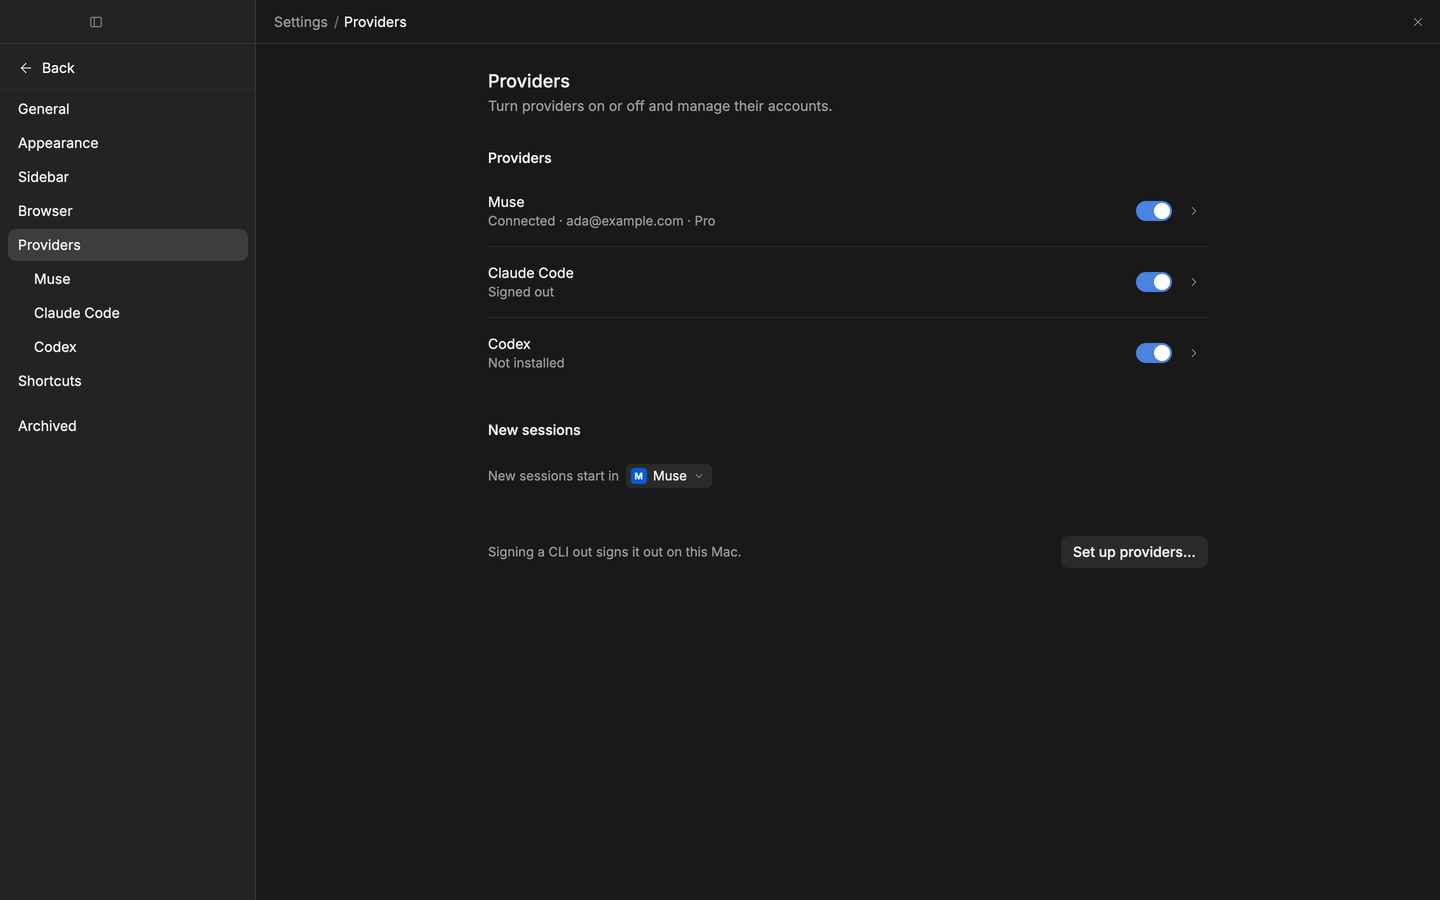 Settings / Providers
Back
General
Appearance
Sidebar
Browser
Providers
Muse
Claude Code
Codex
Shortcuts
Archived
Providers
Turn providers on or off and manage their accounts.
Providers
Muse
Connected · ada@example.com · Pro
Claude Code
Signed out
Codex
Not installed
New sessions
New sessions start in M Muse
Signing a CLI out signs it out on this Mac.
Set up providers...